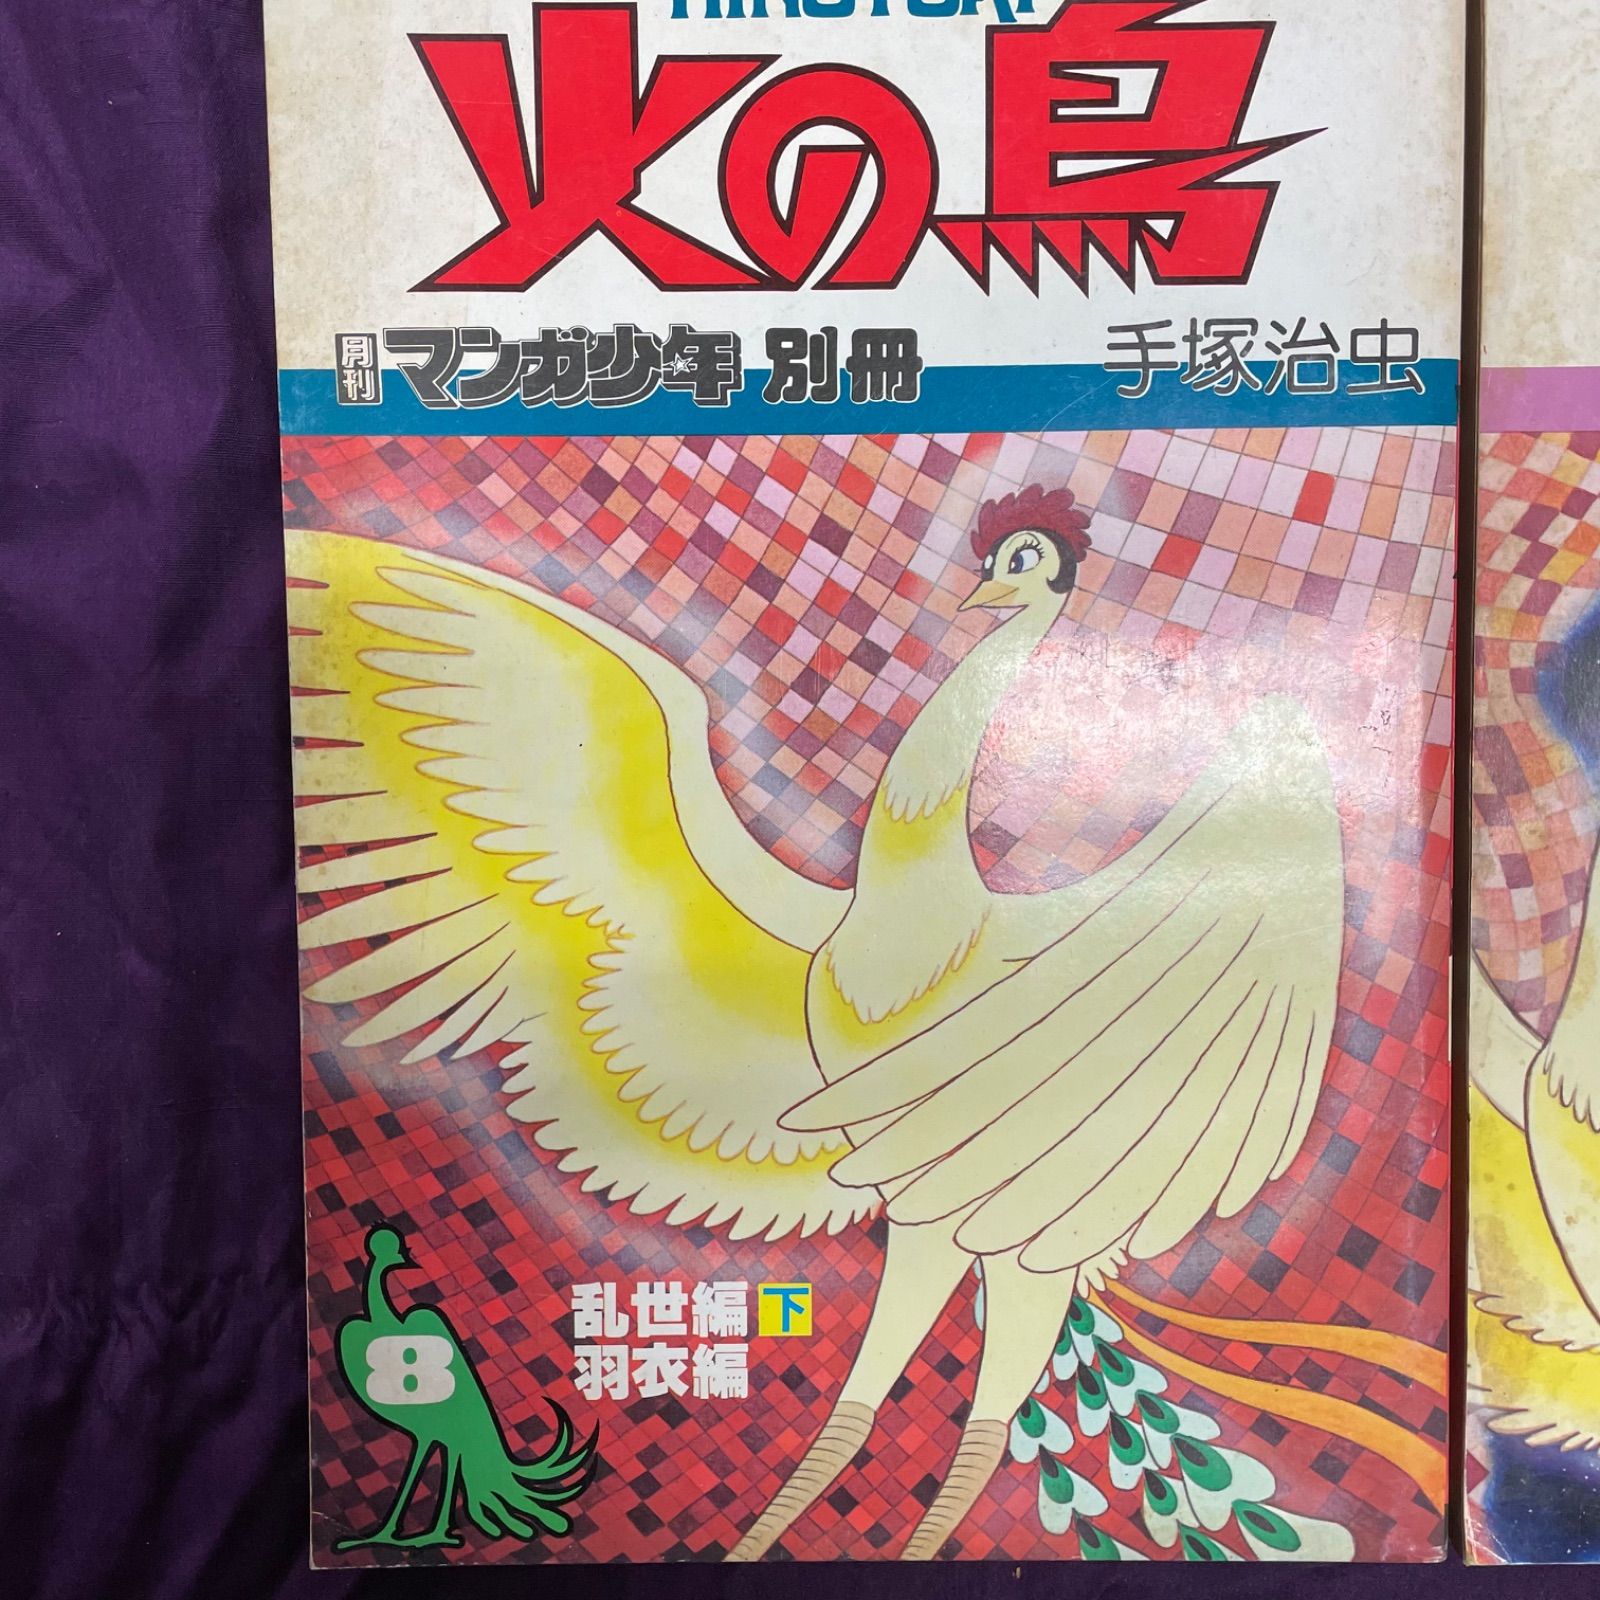 HINOTORI
火の鳥
月刊 マンガ少年 別冊 手塚治虫
乱世編 下
羽衣編
8